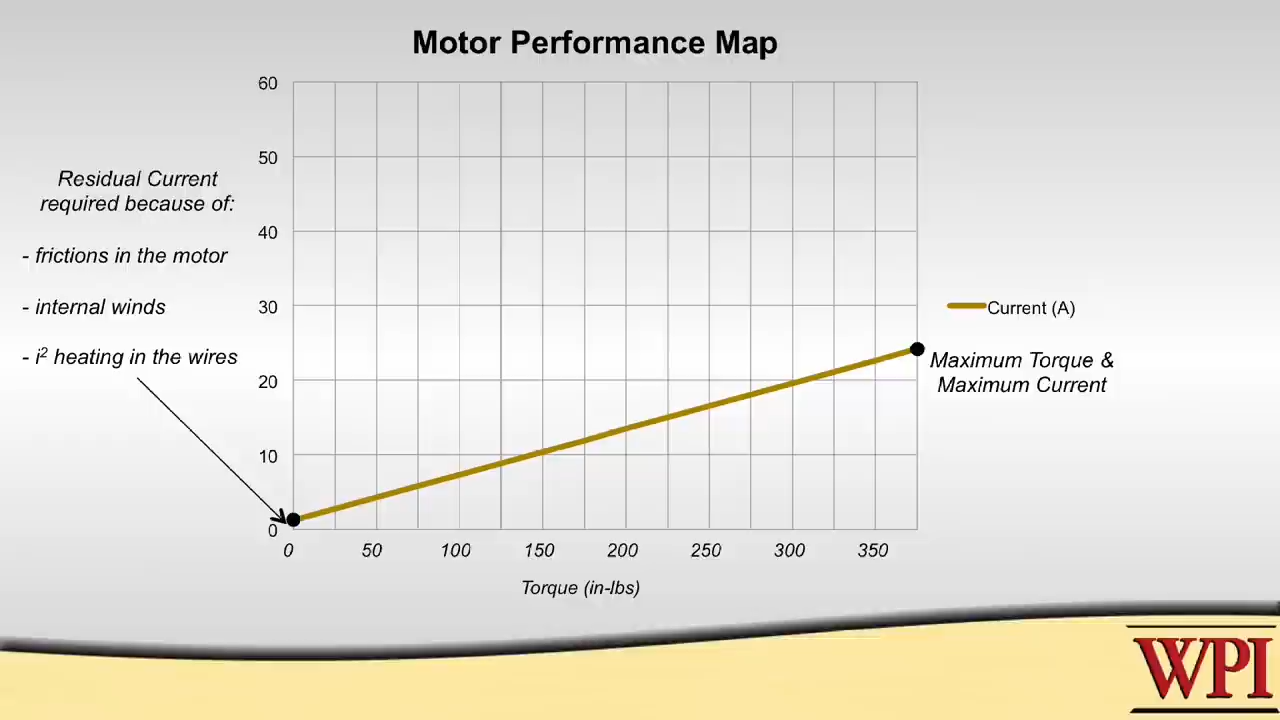 Motor Performance Map
60
50
40
30
20
10
0
Residual Current
required because of:
- frictions in the motor
- internal winds
- i² heating in the wires
Current (A)
Maximum Torque &
Maximum Current
0 50 100 150 200 250 300 350
Torque (in-lbs)
WPI